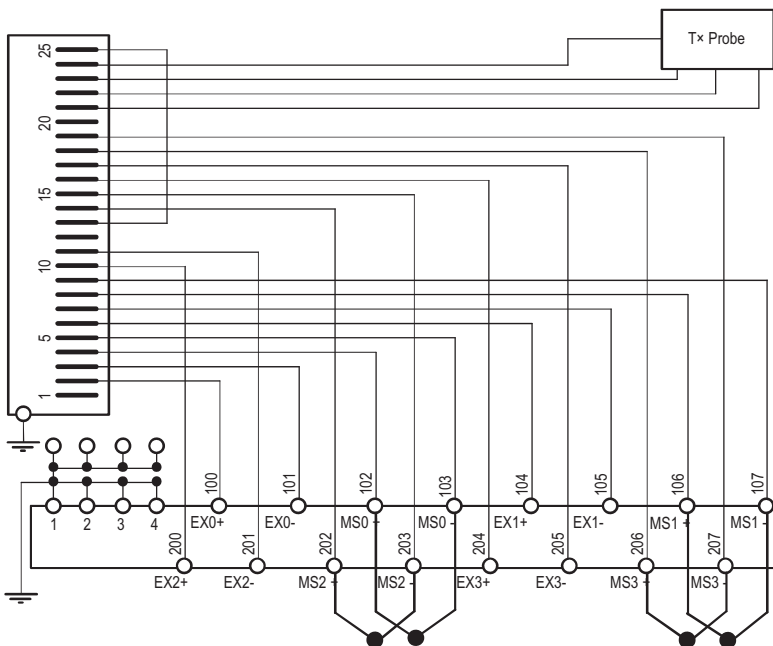 T× Probe
25
20
15
10
5
1
100
101
102
103
104
105
106
107
1
2
3
4
EX0+
EX0-
MS0 +
MS0 -
EX1+
EX1-
MS1 +
MS1 -
200
201
202
203
204
205
206
207
EX2+
EX2-
MS2 +
MS2 -
EX3+
EX3-
MS3 +
MS3 -